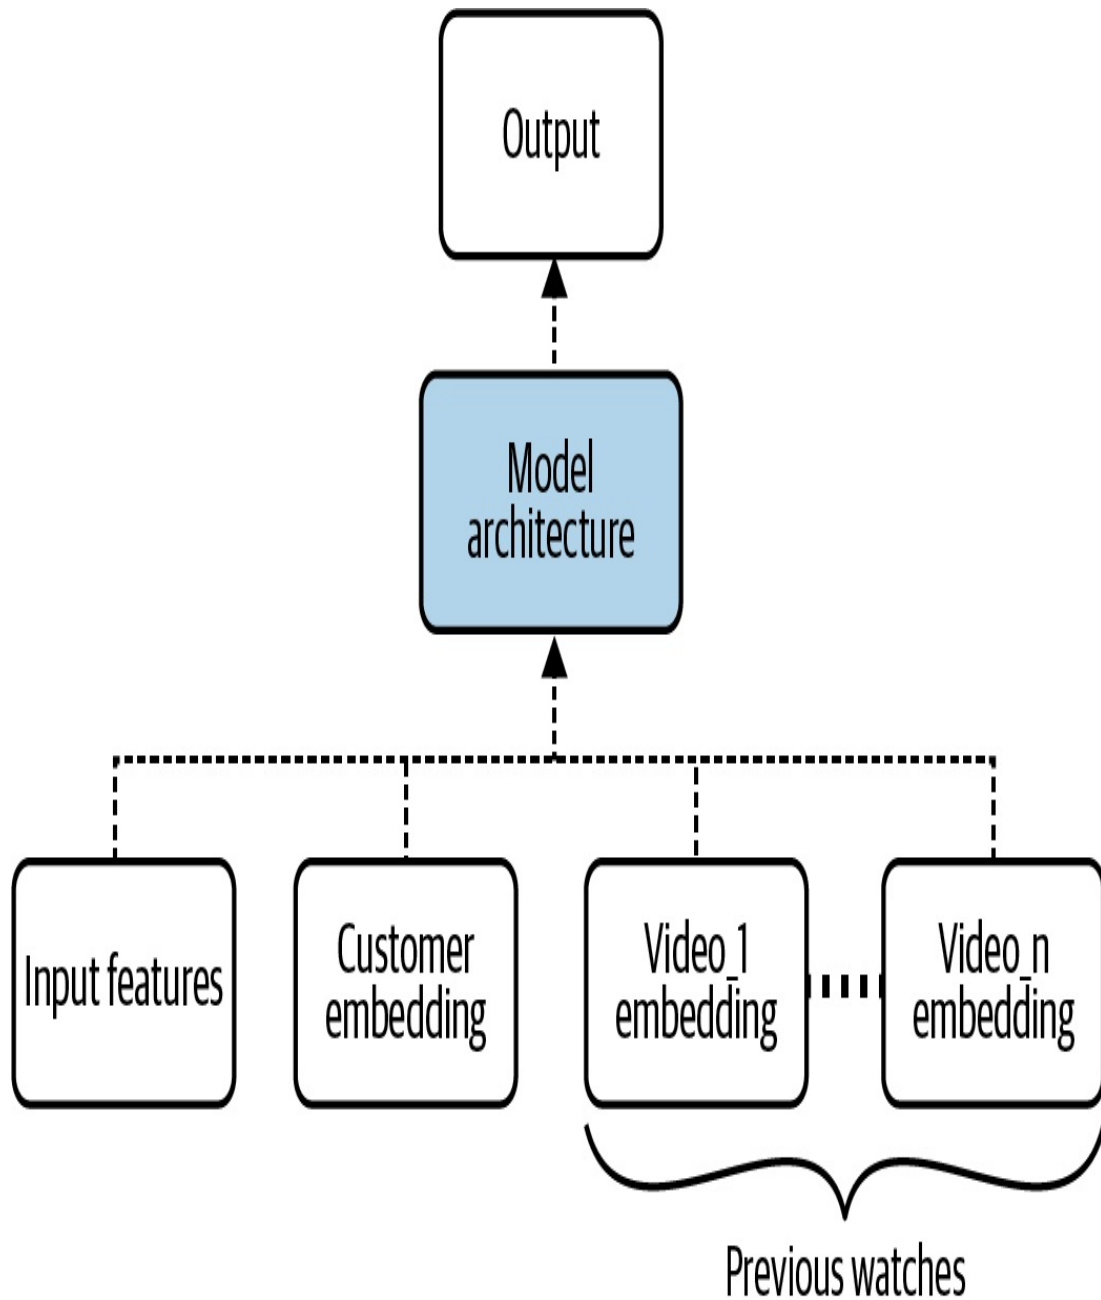 Output
Model
architecture
Input features
Customer
embedding
Video_1
embedding
Video_n
embedding
Previous watches